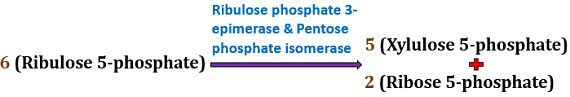 Ribulose phosphate 3-
epimerase & Pentose
phosphate isomerase
6 (Ribulose 5-phosphate)
5 (Xylulose 5-phosphate)
+
2 (Ribose 5-phosphate)